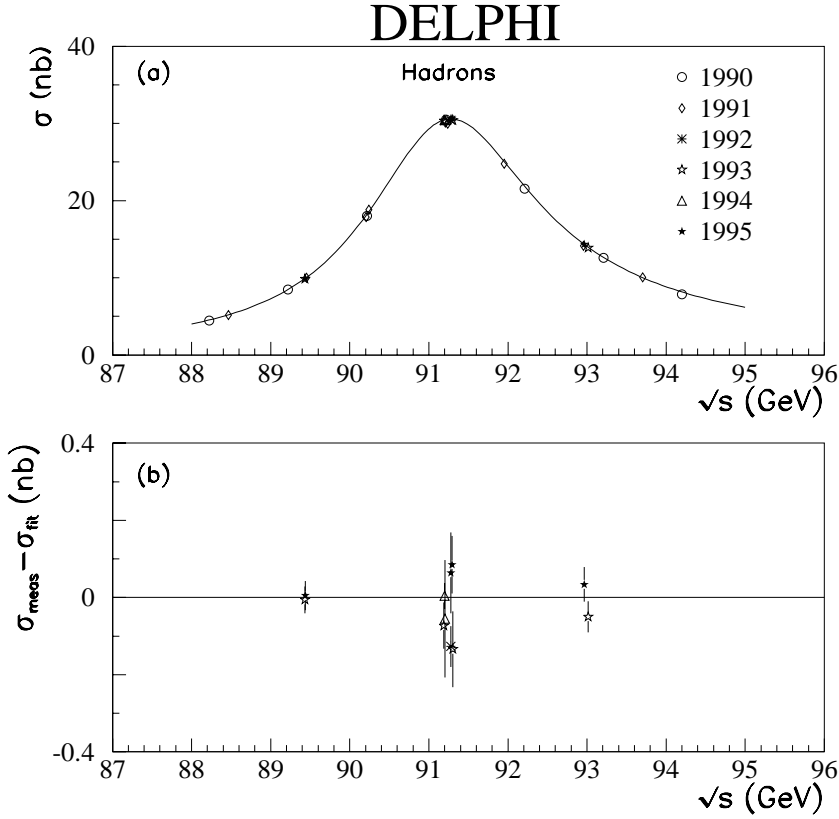 DELPHI
(a)
Hadrons
1990
1991
1992
1993
1994
1995
σ (nb)
40
20
0
87 88 89 90 91 92 93 94 95 96
√s (GeV)
(b)
σmeas−σfit (nb)
0.4
0
-0.4
87 88 89 90 91 92 93 94 95 96
√s (GeV)